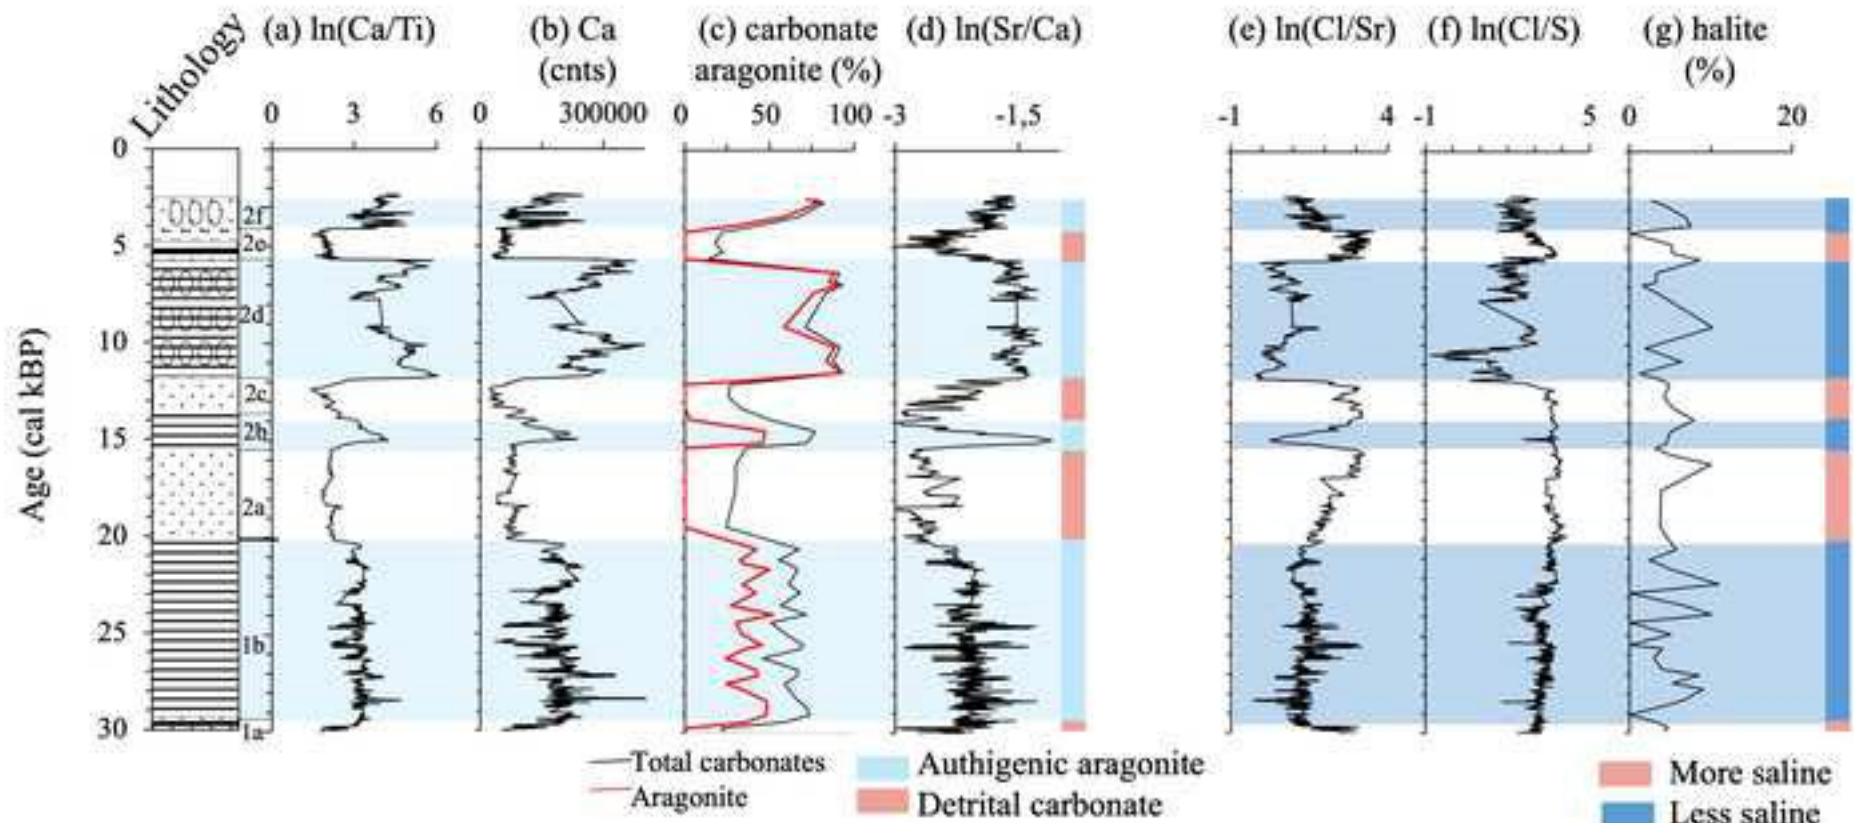 Lithology
(a) ln(Ca/Ti)
(b) Ca
(cnts)
(c) carbonate
aragonite (%)
(d) ln(Sr/Ca)
(e) ln(Cl/Sr)
(f) ln(Cl/S)
(g) halite
(%)
0 3 6
0 300000
0 50 100
-3 -1,5
-1 4
-1 5
0 20
Age (cal kBP)
0
5
10
15
20
25
30
2f
2e
2d
2c
2b
2a
1b
1a
Total carbonates
Aragonite
Authigenic aragonite
Detrital carbonate
More saline
Less saline